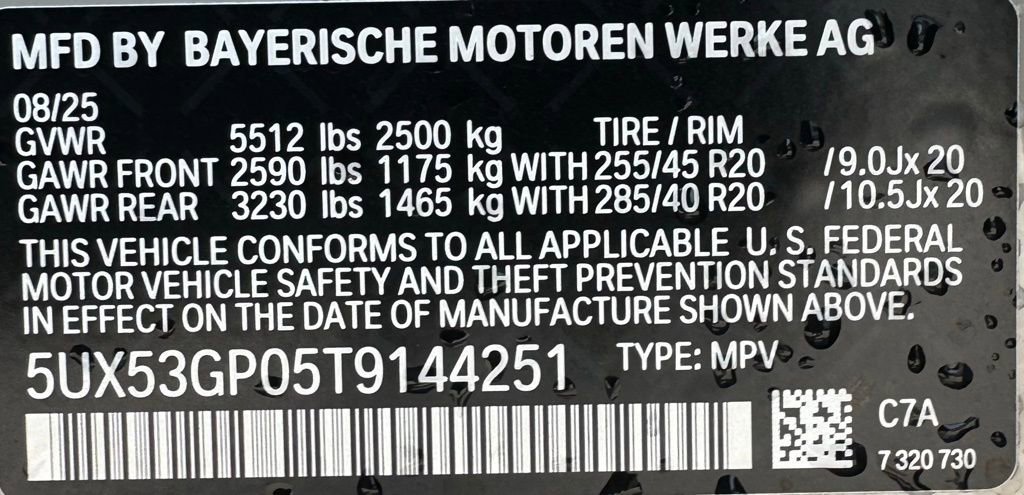 MFD BY BAYERISCHE MOTOREN WERKE AG
08/25
GVWR 5512 lbs 2500 kg TIRE / RIM
GAWR FRONT 2590 lbs 1175 kg WITH 255/45 R20 /9.0Jx 20
GAWR REAR 3230 lbs 1465 kg WITH 285/40 R20 /10.5Jx 20
THIS VEHICLE CONFORMS TO ALL APPLICABLE U. S. FEDERAL
MOTOR VEHICLE SAFETY AND THEFT PREVENTION STANDARDS
IN EFFECT ON THE DATE OF MANUFACTURE SHOWN ABOVE.
5UX53GP05T9144251 TYPE: MPV
C7A
7 320 730